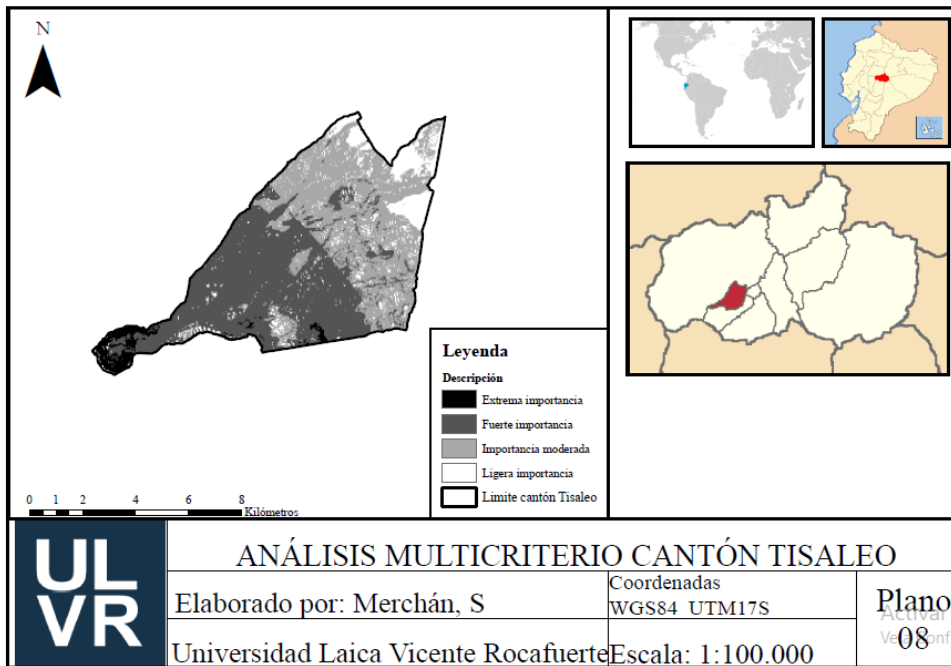 N
Leyenda
Descripción
Extrema importancia
Fuerte importancia
Importancia moderada
Ligera importancia
Limite cantón Tisaleo
0 1 2 4 6 8
Kilómetros
UL
VR
ANÁLISIS MULTICRITERIO CANTÓN TISALEO
Elaborado por: Merchán, S
Coordenadas
WGS84 UTM17S
Universidad Laica Vicente Rocafuerte
Escala: 1:100.000
Plano
08
Activar